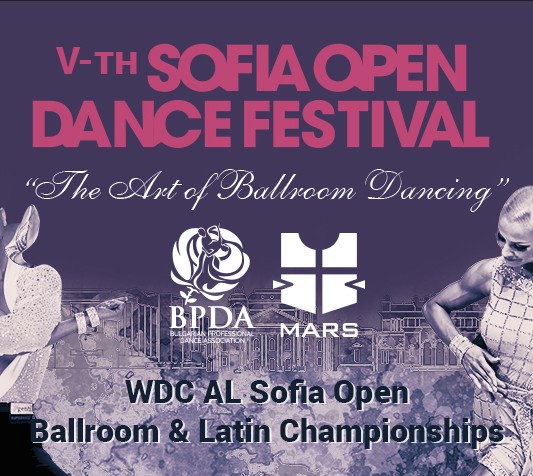 V-TH SOFIA OPEN
DANCE FESTIVAL
“The Art of Ballroom Dancing”
BPDA
BULGARIAN PROFESSIONAL
DANCE ASSOCIATION
MARS
WDC AL Sofia Open
Ballroom & Latin Championships